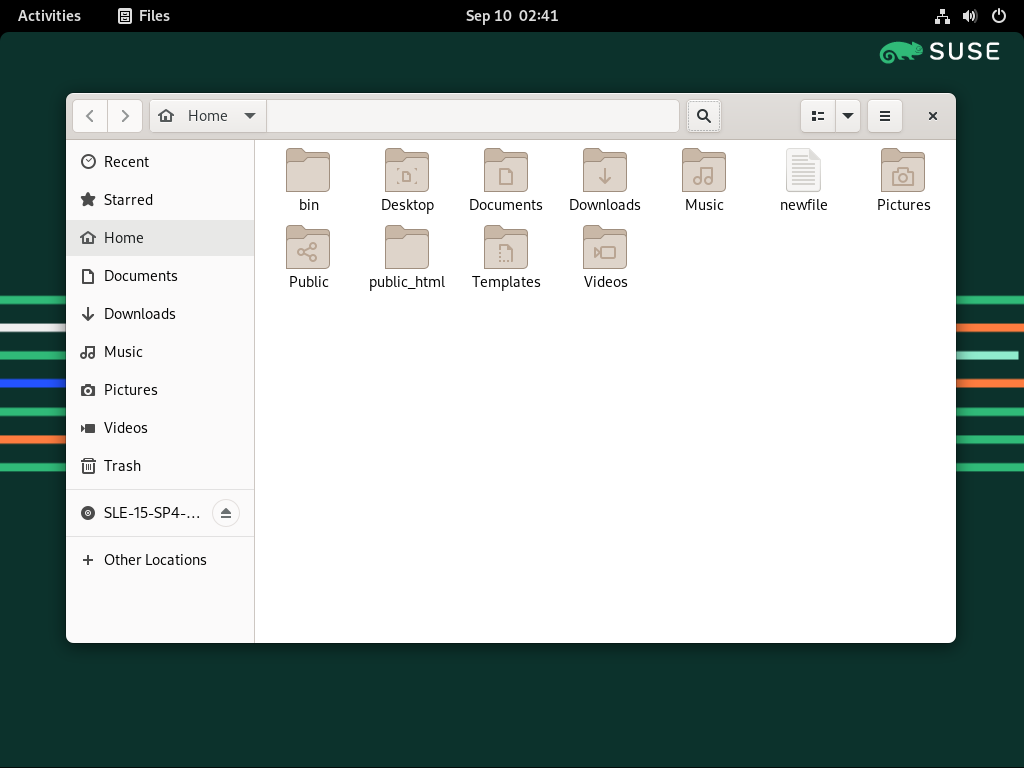 Activities Files Sep 10 02:41
SUSE
Home
Recent
Starred
Home
Documents
Downloads
Music
Pictures
Videos
Trash
SLE-15-SP4-...
Other Locations
bin Desktop Documents Downloads Music newfile Pictures
Public public_html Templates Videos